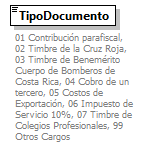 TipoDocumento
01 Contribución parafiscal,
02 Timbre de la Cruz Roja,
03 Timbre de Benemérito
Cuerpo de Bomberos de
Costa Rica, 04 Cobro de un
tercero, 05 Costos de
Exportación, 06 Impuesto de
Servicio 10%, 07 Timbre de
Colegios Profesionales, 99
Otros Cargos